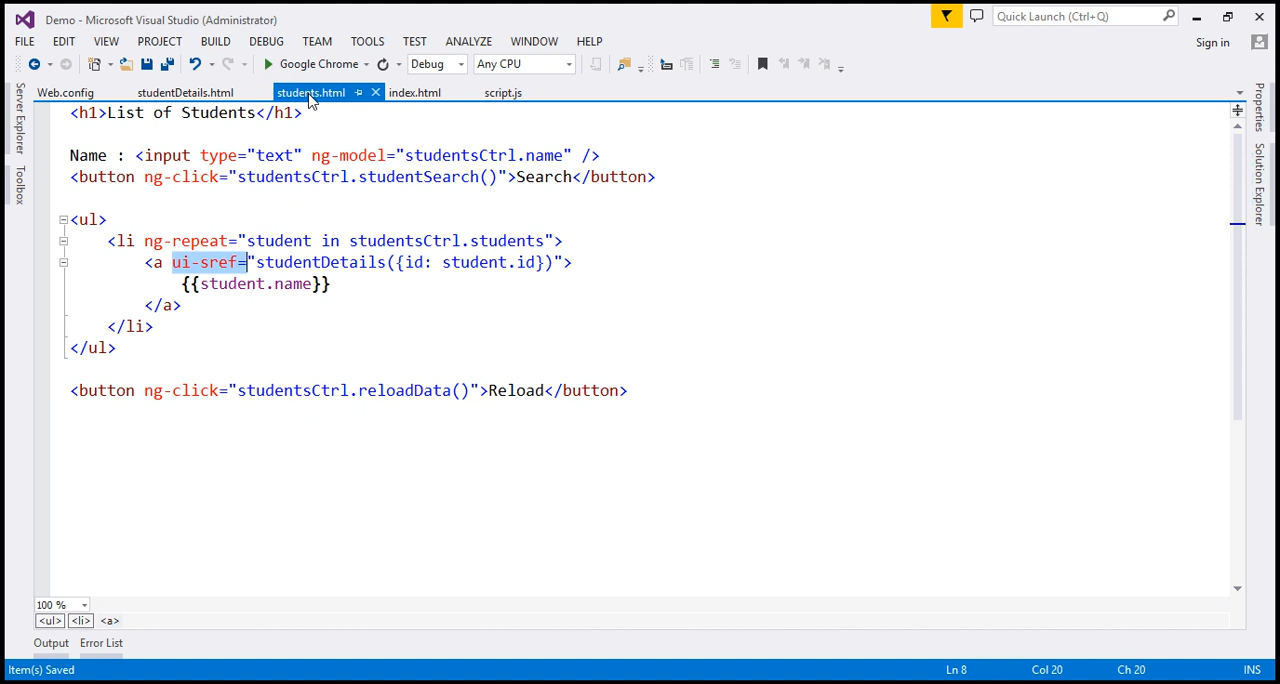 Demo - Microsoft Visual Studio (Administrator)
Quick Launch (Ctrl+Q)
FILE EDIT VIEW PROJECT BUILD DEBUG TEAM TOOLS TEST ANALYZE WINDOW HELP
Sign in
Google Chrome Debug Any CPU
Web.config studentDetails.html students.html index.html script.js
Server Explorer
Toolbox
Properties
Solution Explorer
<h1>List of Students</h1>
Name : <input type="text" ng-model="studentsCtrl.name" />
<button ng-click="studentsCtrl.studentSearch()">Search</button>
<ul>
<li ng-repeat="student in studentsCtrl.students">
<a ui-sref="studentDetails({id: student.id})">
{{student.name}}
</a>
</li>
</ul>
<button ng-click="studentsCtrl.reloadData()">Reload</button>
100 %
<ul> <li> <a>
Output Error List
Item(s) Saved Ln 8 Col 20 Ch 20 INS